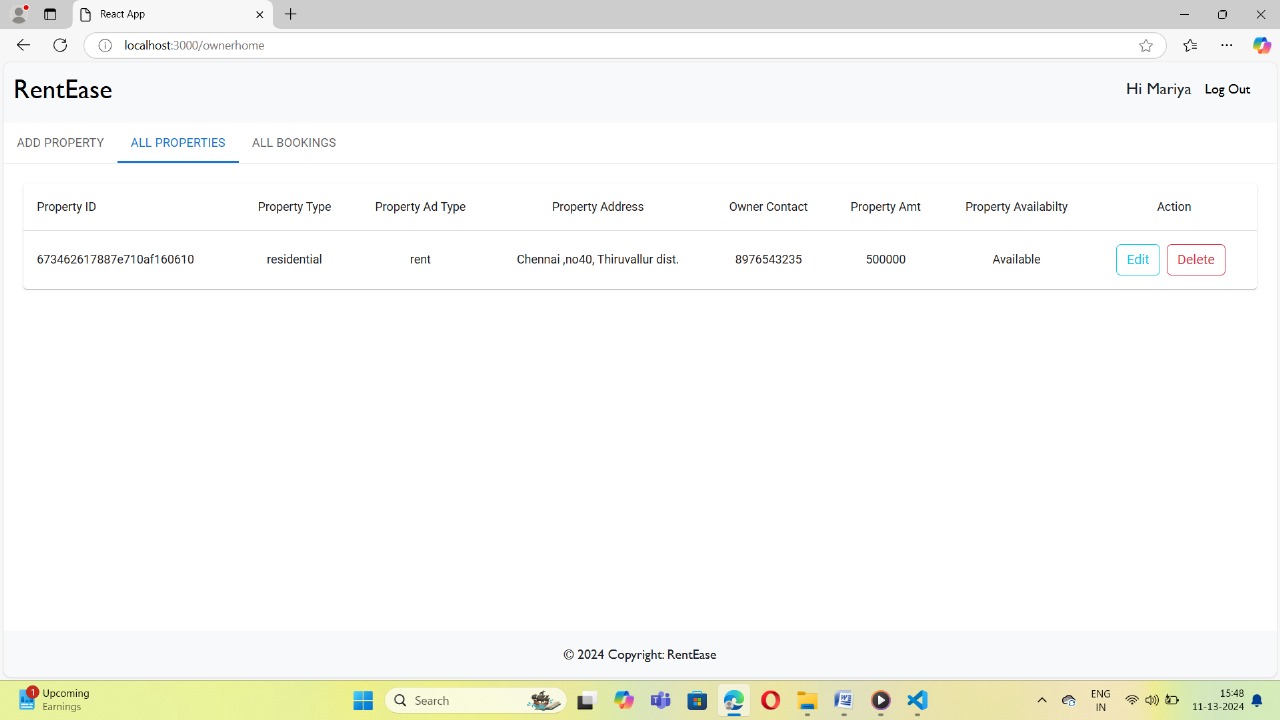 React App
localhost:3000/ownerhome
RentEase
Hi Mariya Log Out
ADD PROPERTY ALL PROPERTIES ALL BOOKINGS
Property ID Property Type Property Ad Type Property Address Owner Contact Property Amt Property Availabilty Action
673462617887e710af160610 residential rent Chennai ,no40, Thiruvallur dist. 8976543235 500000 Available Edit Delete
© 2024 Copyright: RentEase
1 Upcoming
Earnings
Search
ENG
IN
15:48
11-13-2024